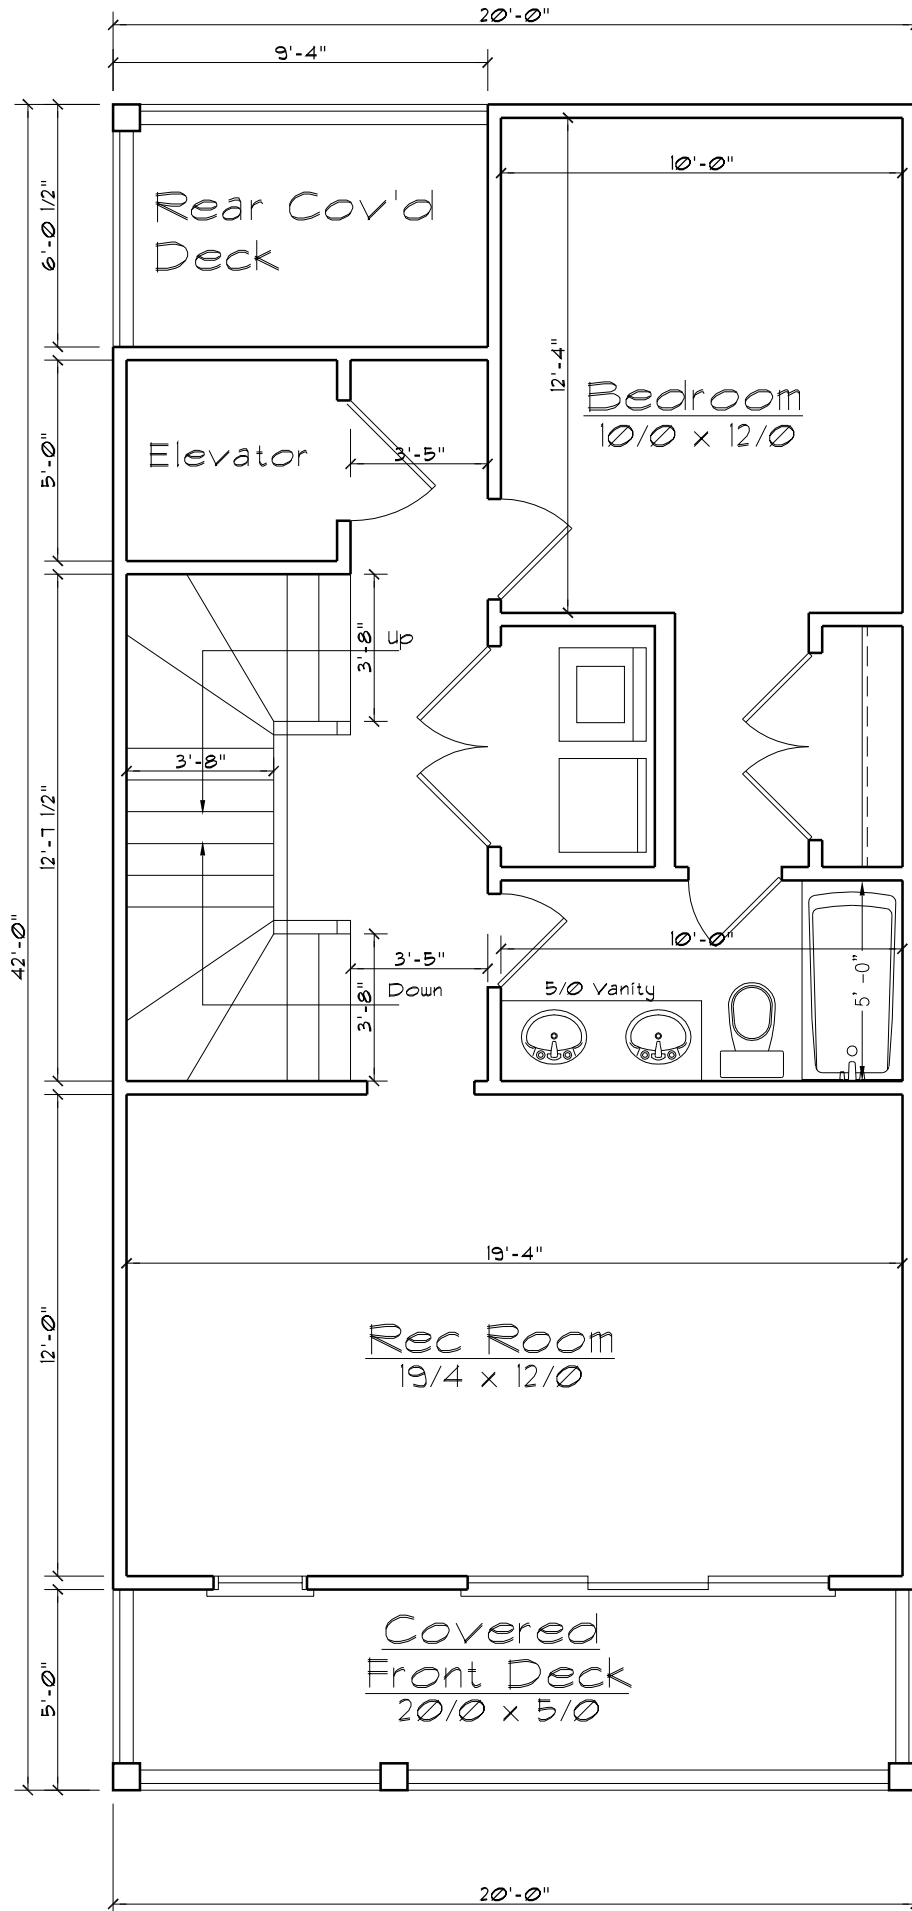 20'-0"
9'-4"
10'-0"
6'-0 1/2"
Rear Cov'd
Deck
12'-4"
Bedroom
10/0 x 12/0
5'-0"
Elevator
3'-5"
3'-8"
up
3'-8"
12'-7 1/2"
42'-0"
3'-5"
10'-0"
Down
3'-8"
5/0 Vanity
5' -0"
19'-4"
12'-0"
Rec Room
19/4 x 12/0
Covered
Front Deck
20/0 x 5/0
5'-0"
20'-0"